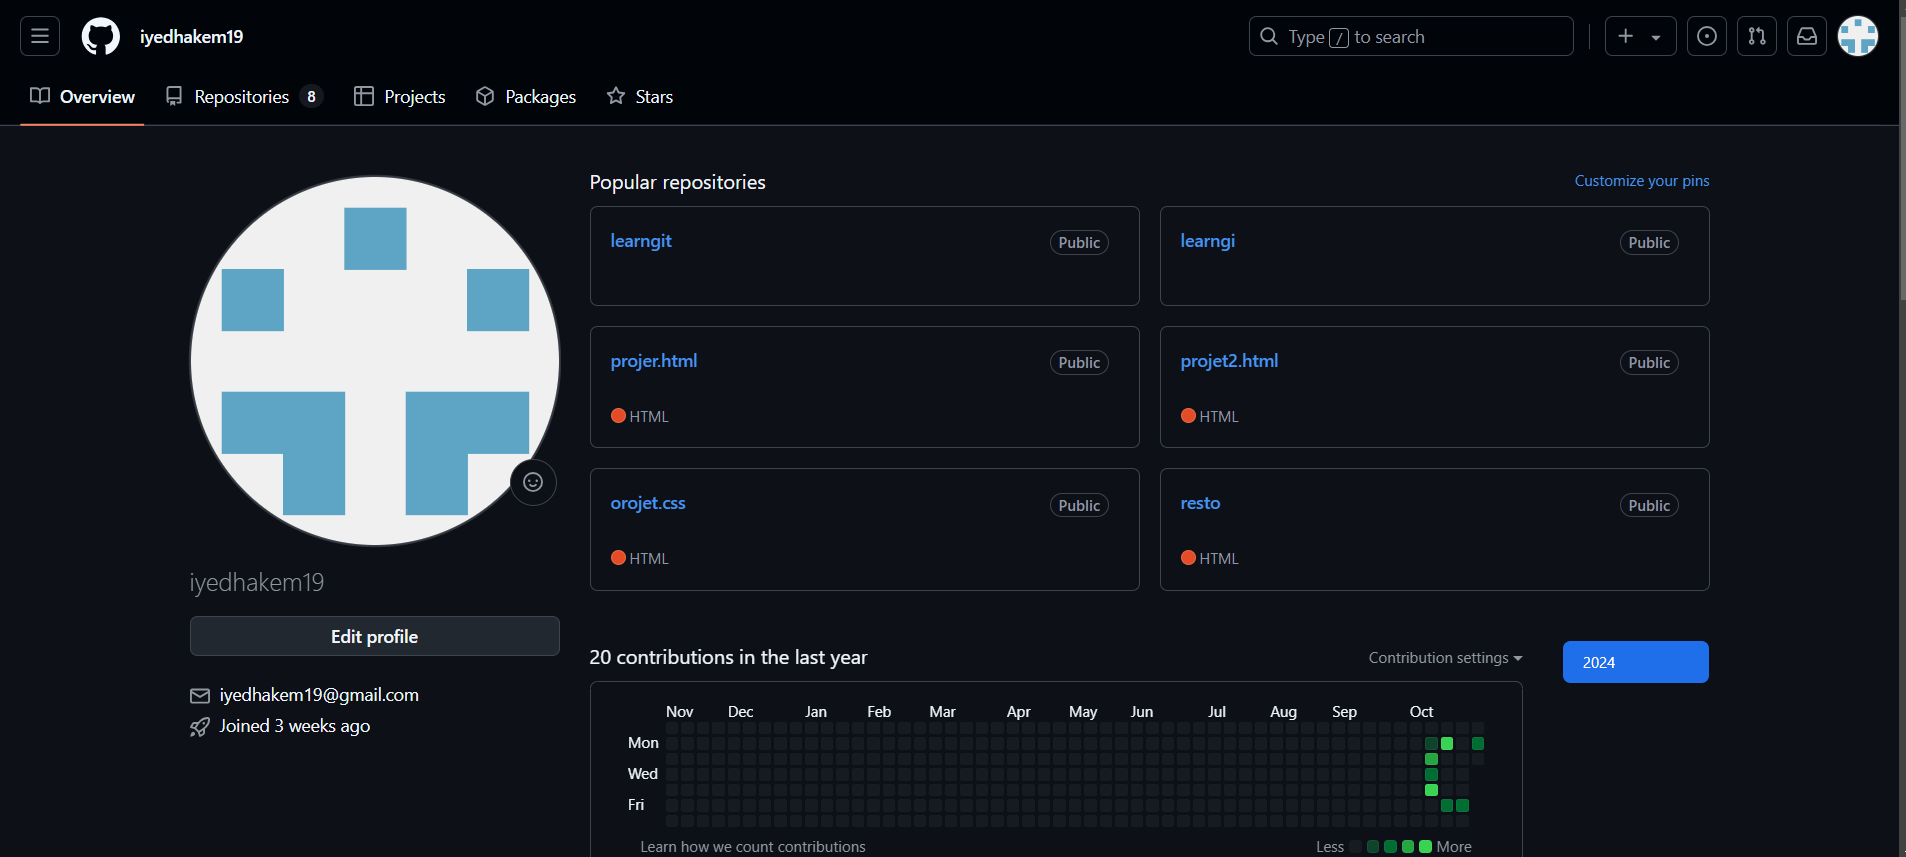 iyedhakem19
Type / to search
Overview
Repositories 8
Projects
Packages
Stars
Popular repositories
Customize your pins
learngit Public
learngi Public
projer.html Public
HTML
projet2.html Public
HTML
orojet.css Public
HTML
resto Public
HTML
iyedhakem19
Edit profile
iyedhakem19@gmail.com
Joined 3 weeks ago
20 contributions in the last year
Contribution settings
2024
Nov Dec Jan Feb Mar Apr May Jun Jul Aug Sep Oct
Mon
Wed
Fri
Learn how we count contributions
Less More